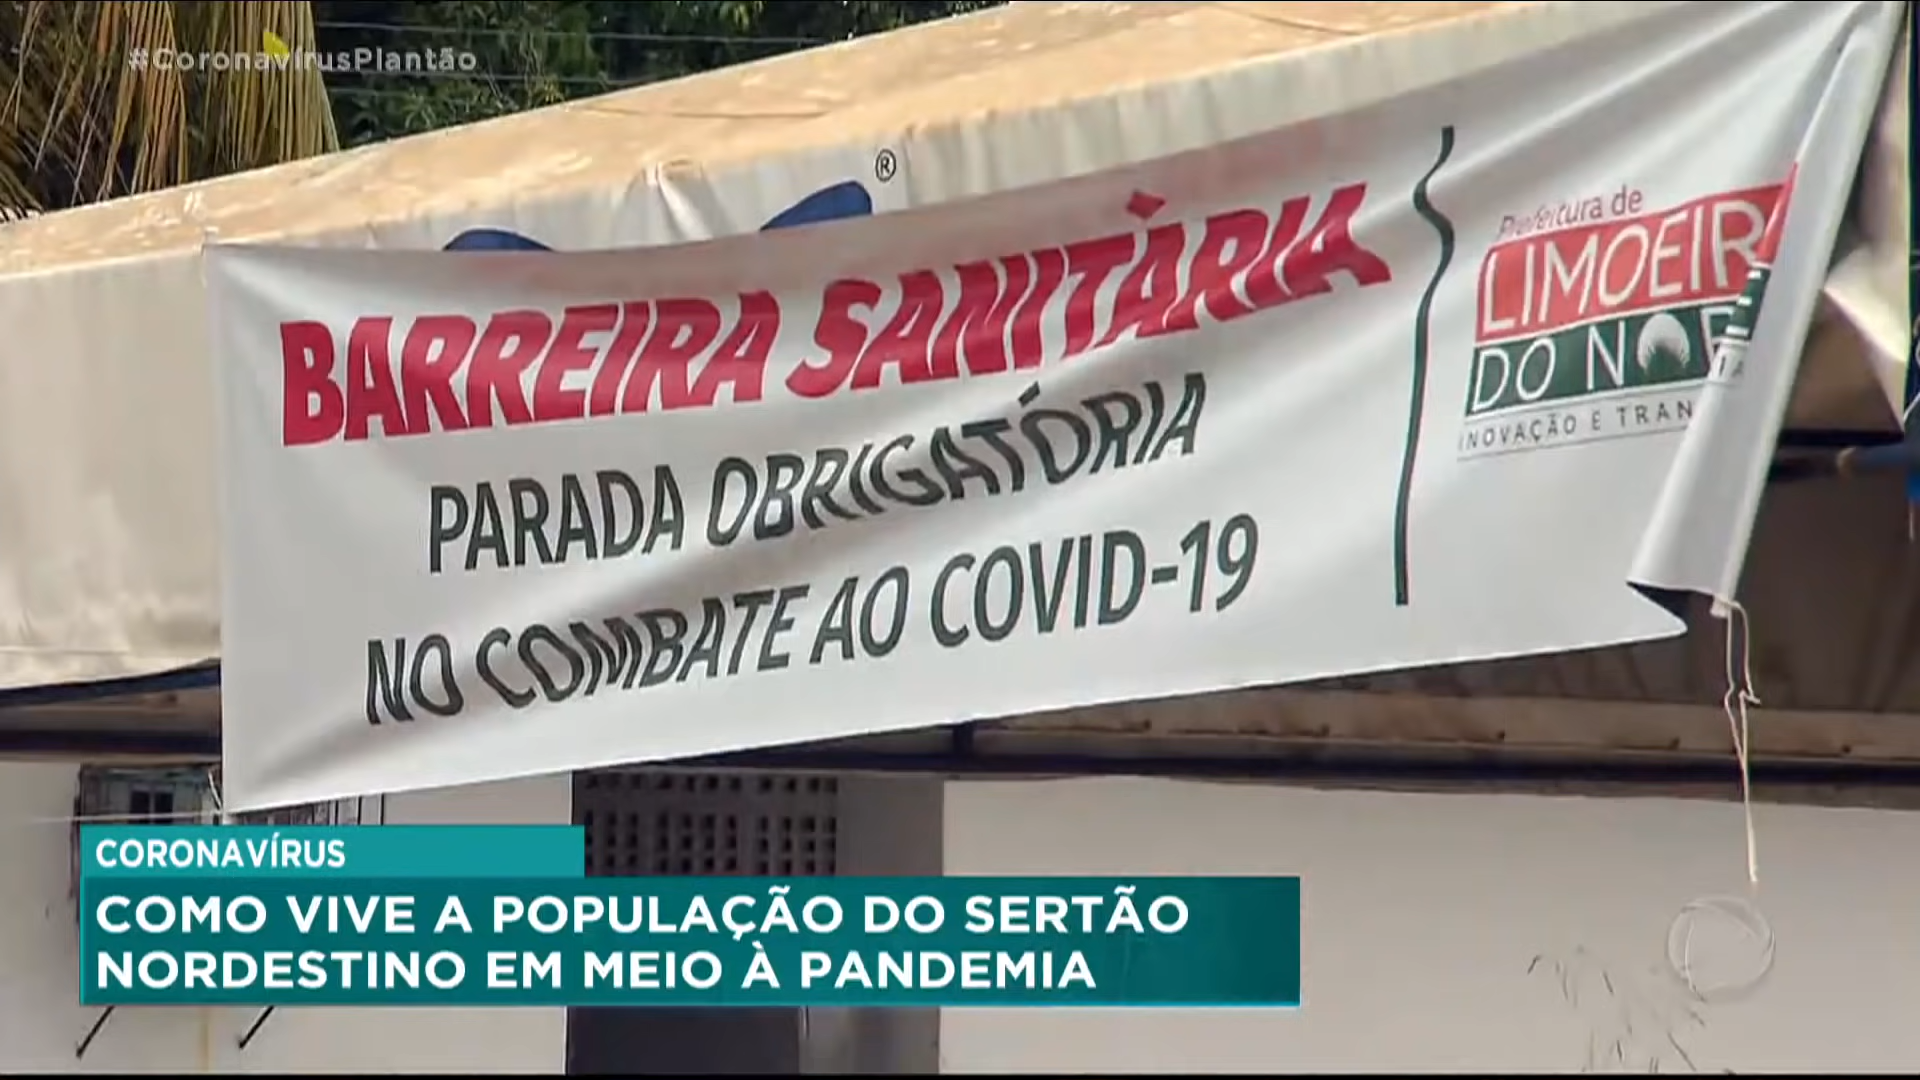 #CoronavírusPlantão
®
BARREIRA SANITÁRIA
PARADA OBRIGATÓRIA
NO COMBATE AO COVID-19
Prefeitura de
LIMOEIR
DO NOR
INOVAÇÃO E TRAN
CORONAVÍRUS
COMO VIVE A POPULAÇÃO DO SERTÃO
NORDESTINO EM MEIO À PANDEMIA